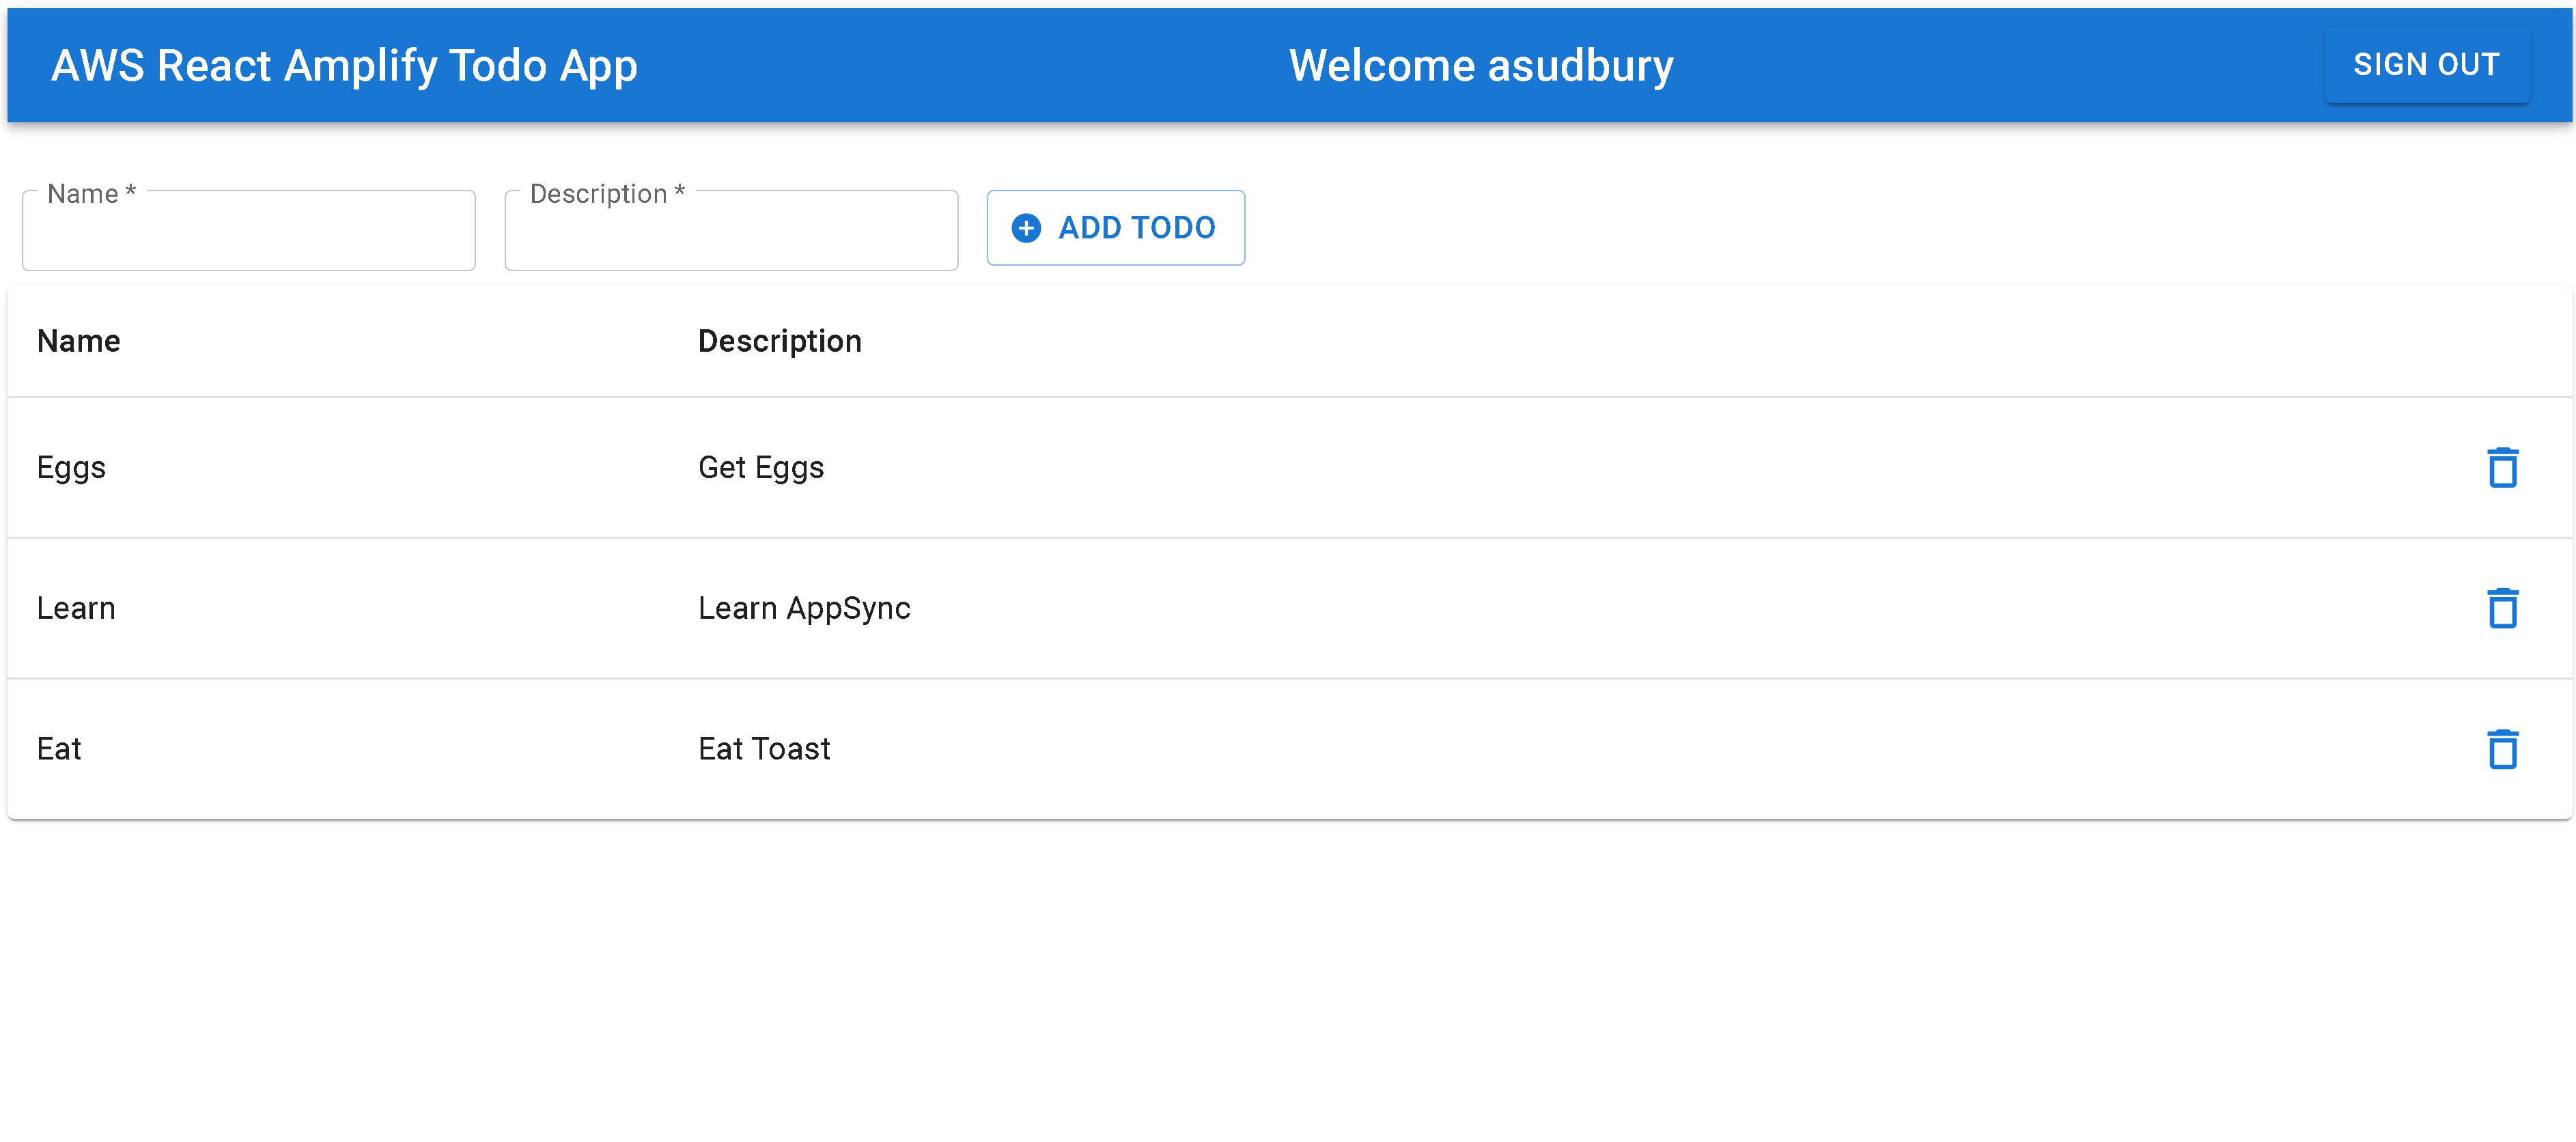 AWS React Amplify Todo App Welcome asudbury SIGN OUT
Name * Description * ADD TODO
Name Description
Eggs Get Eggs
Learn Learn AppSync
Eat Eat Toast